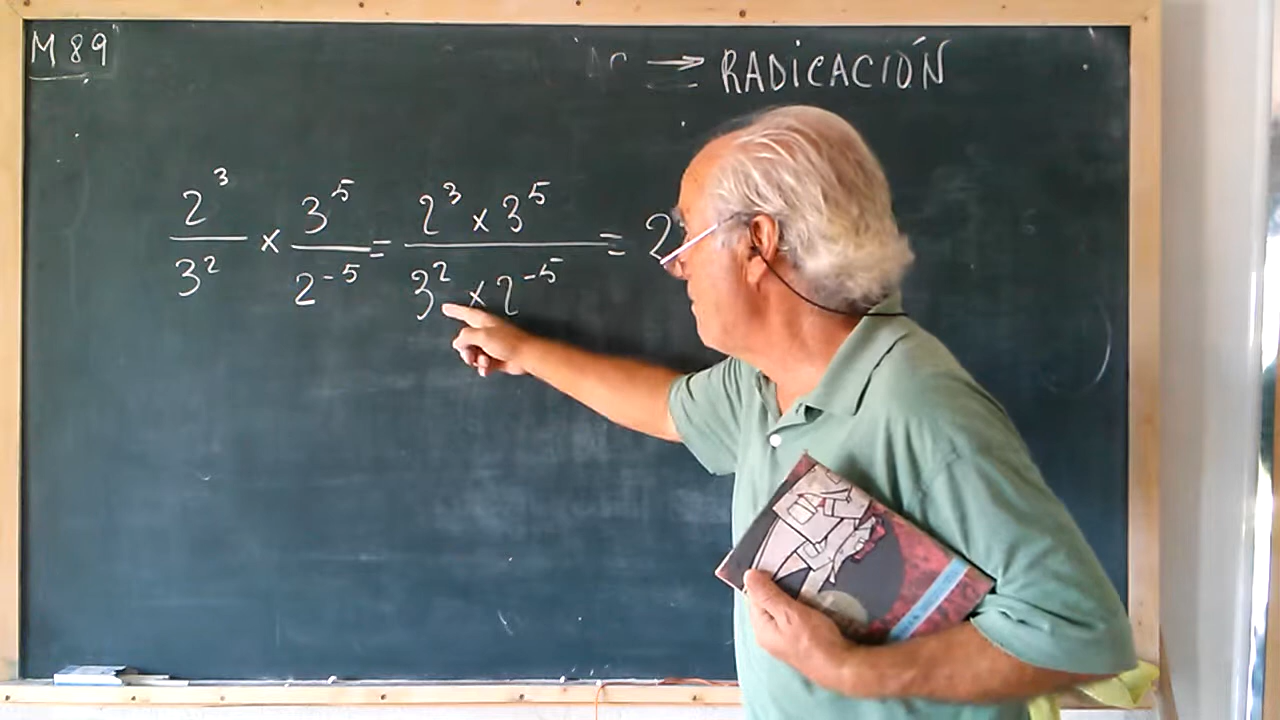 M 89
→ RADICACIÓN
2³/3² × 3⁵/2⁻⁵ = 2³ × 3⁵/3² × 2⁻⁵ = 2